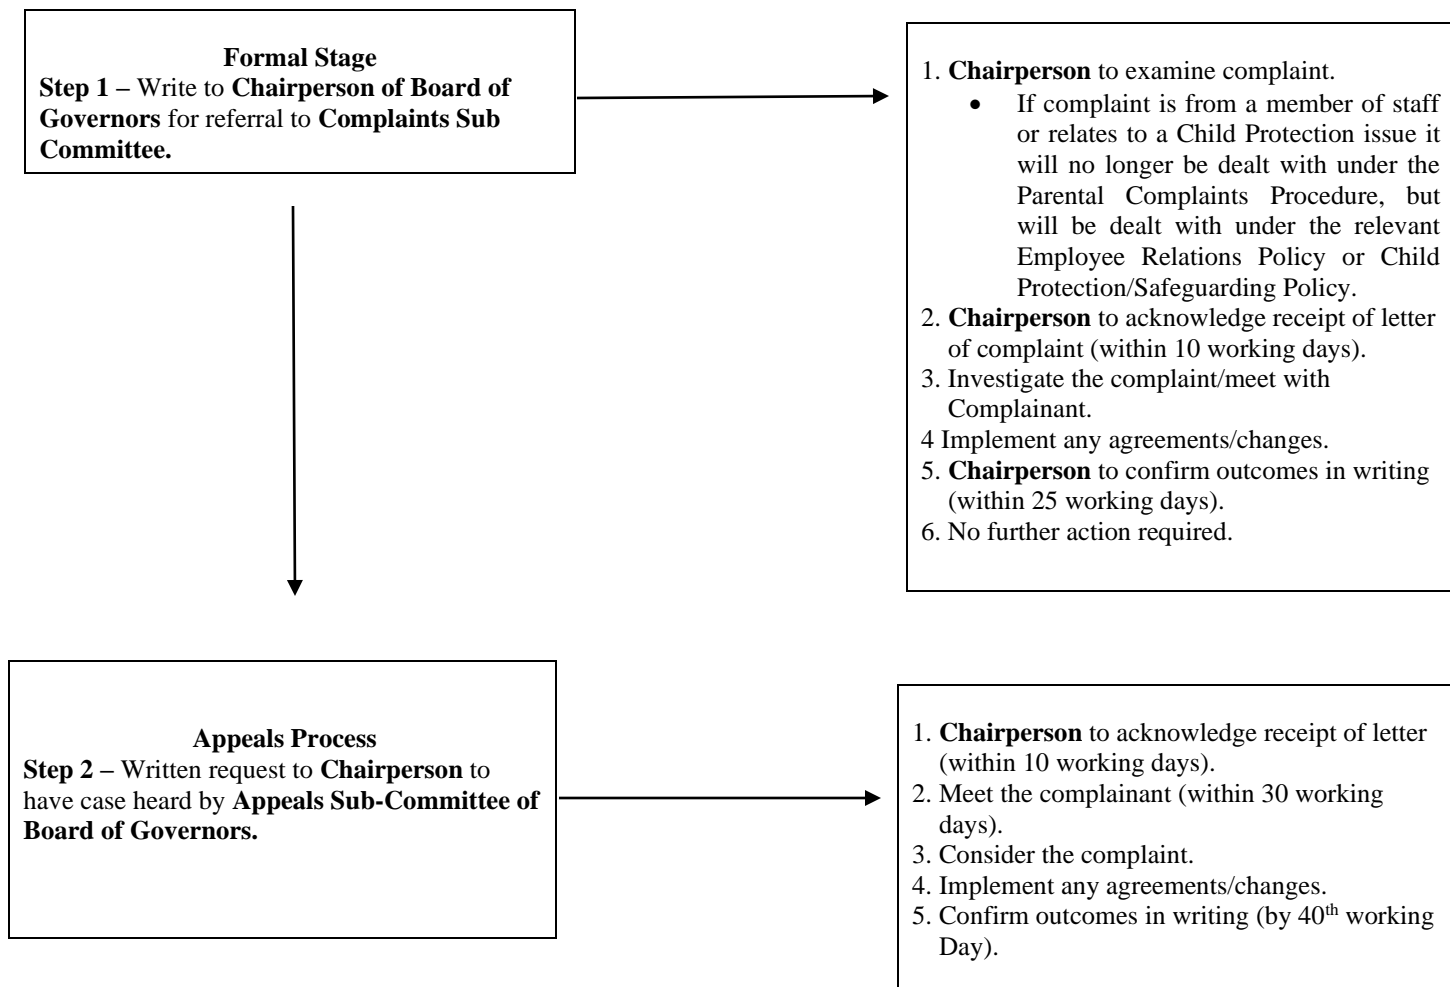 Formal Stage
Step 1 – Write to Chairperson of Board of
Governors for referral to Complaints Sub
Committee.
1. Chairperson to examine complaint.
• If complaint is from a member of staff
or relates to a Child Protection issue it
will no longer be dealt with under the
Parental Complaints Procedure, but
will be dealt with under the relevant
Employee Relations Policy or Child
Protection/Safeguarding Policy.
2. Chairperson to acknowledge receipt of letter
of complaint (within 10 working days).
3. Investigate the complaint/meet with
Complainant.
4 Implement any agreements/changes.
5. Chairperson to confirm outcomes in writing
(within 25 working days).
6. No further action required.
Appeals Process
Step 2 – Written request to Chairperson to
have case heard by Appeals Sub-Committee of
Board of Governors.
1. Chairperson to acknowledge receipt of letter
(within 10 working days).
2. Meet the complainant (within 30 working
days).
3. Consider the complaint.
4. Implement any agreements/changes.
5. Confirm outcomes in writing (by 40th working
Day).